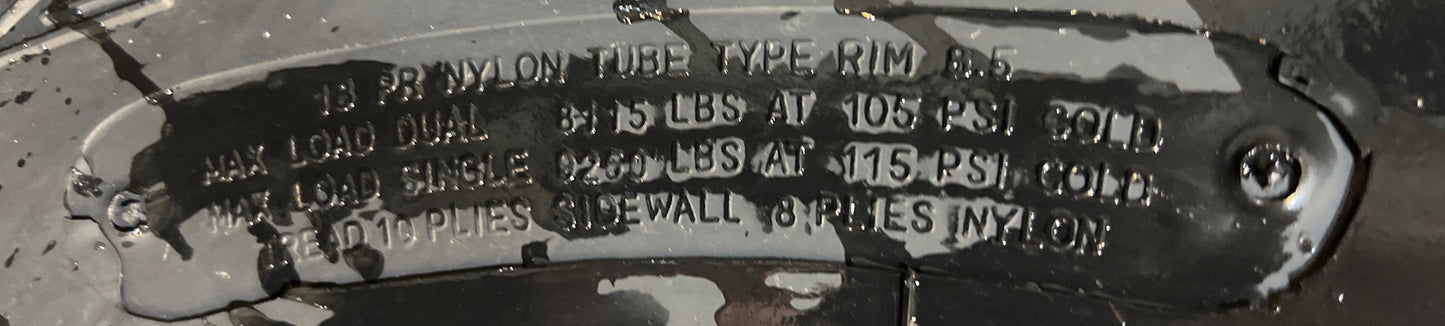 18 PR NYLON TUBE TYPE RIM 8.5
MAX LOAD DUAL 8115 LBS AT 105 PSI COLD
MAX LOAD SINGLE 9260 LBS AT 115 PSI COLD
TREAD 10 PLIES SIDEWALL 8 PLIES NYLON